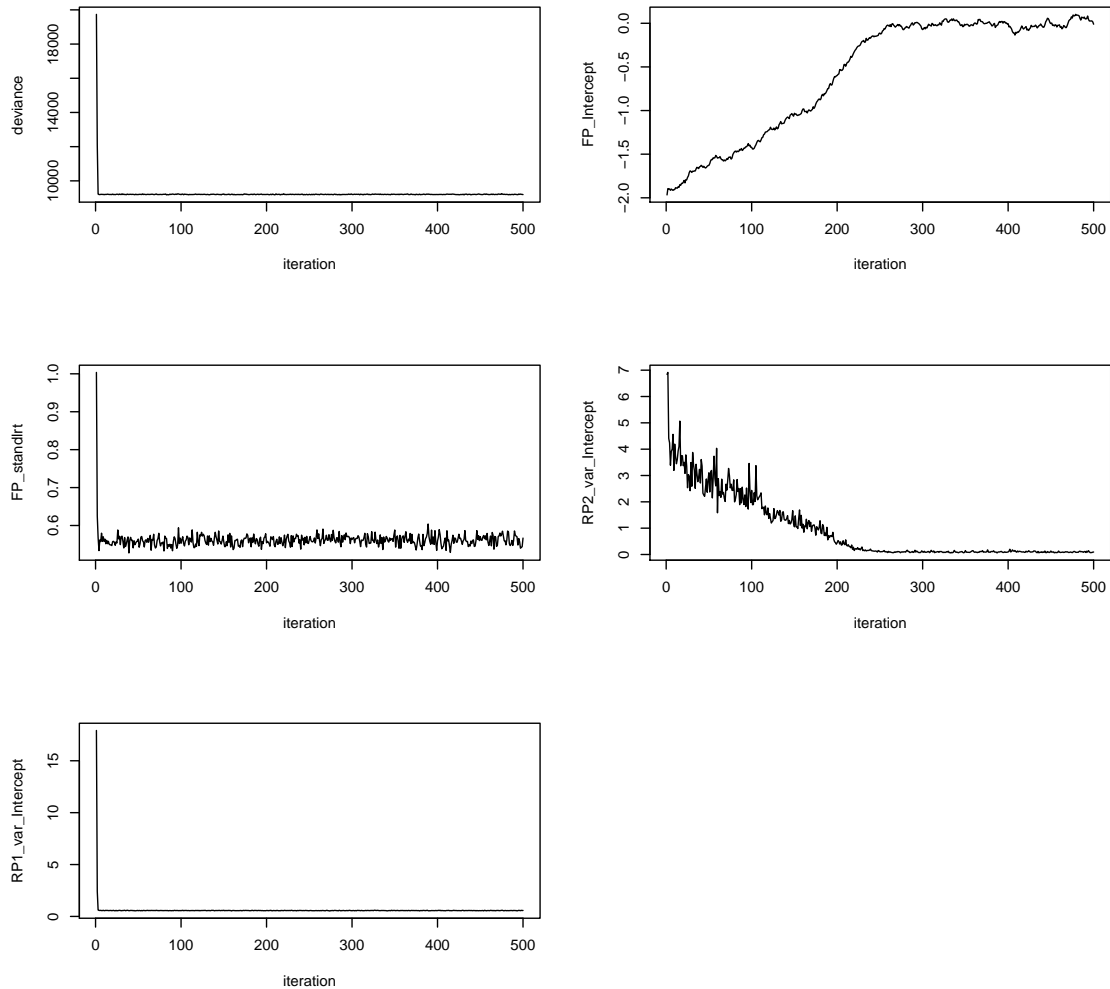 deviance
18000
14000
10000
0 100 200 300 400 500
iteration
FP_Intercept
0.0
−0.5
−1.0
−1.5
−2.0
0 100 200 300 400 500
iteration
FP_standlrt
1.0
0.9
0.8
0.7
0.6
0 100 200 300 400 500
iteration
RP2_var_Intercept
7
6
5
4
3
2
1
0
0 100 200 300 400 500
iteration
RP1_var_Intercept
15
10
5
0
0 100 200 300 400 500
iteration